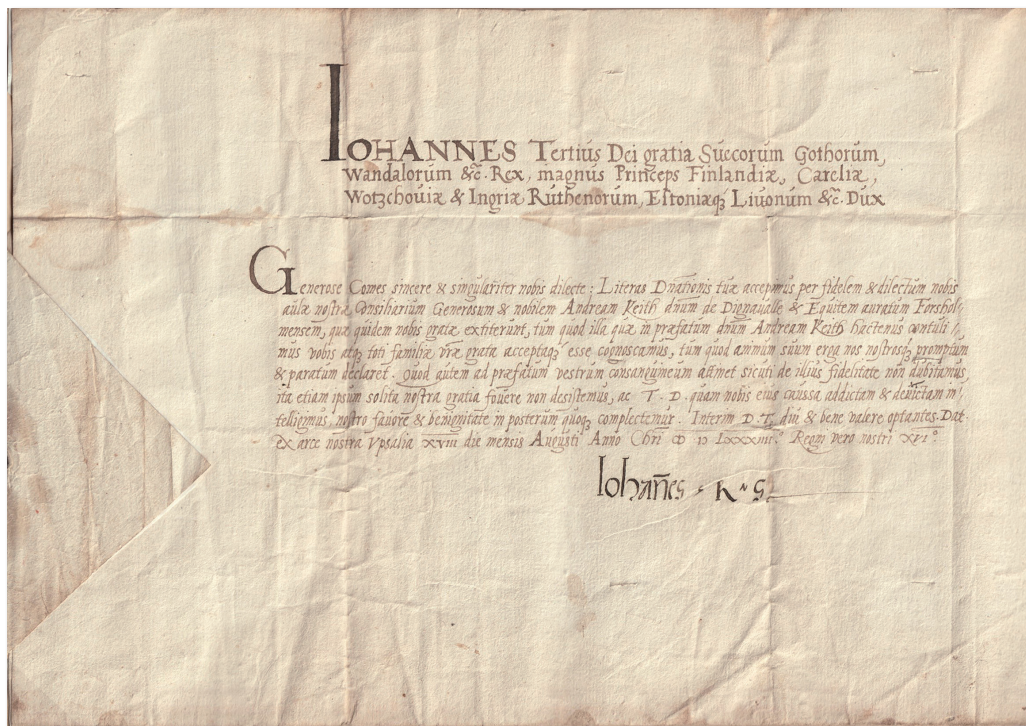 IOHANNES Tertius Dei gratia Suecorum Gothorum,
Wandalorum &c̃. Rex, magnus Princeps Finlandiæ, Careliæ,
Wotzchouiæ & Ingriæ Ruthenorum, Estoniæq; Liuonum &c̃. Dux
Generose Comes sincere & singulariter nobis dilecte: Literas Dnationis tuæ accepimus per fidelem & dilectum nobis
aulæ nostræ Consiliarium Generosum & nobilem Andream Keith dnum de Dignaualle & Equitem auratum Forshol-
mensem, quæ quidem nobis gratæ extiterunt, tum quod illa quæ in præfatum dnum Andream Keith hactenus contuli-
mus vobis atq; toti familiæ vr̃æ grata acceptaq; esse cognoscamus, tum quod animum suum erga nos nostrosq; promptum
& paratum declaret. Quod autem ad præfatum vestrum consanguineum attinet sicuti de illius fidelitate non dubitamus,
ita etiam ipsum solita nostra gratia fouere non desistemus, ac T. D. quam nobis eius caussa addictam & deuictam in-
telligimus, nostro fauore & benignitate in posterum quoq; complectemur. Interim D. T. diu & bene valere optantes. Dat.
ex arce nostra Vpsalia XVIII die mensis Augusti Anno Chri̅ LXXXIIII.° Regni vero nostri XVI.°
Iohañes R